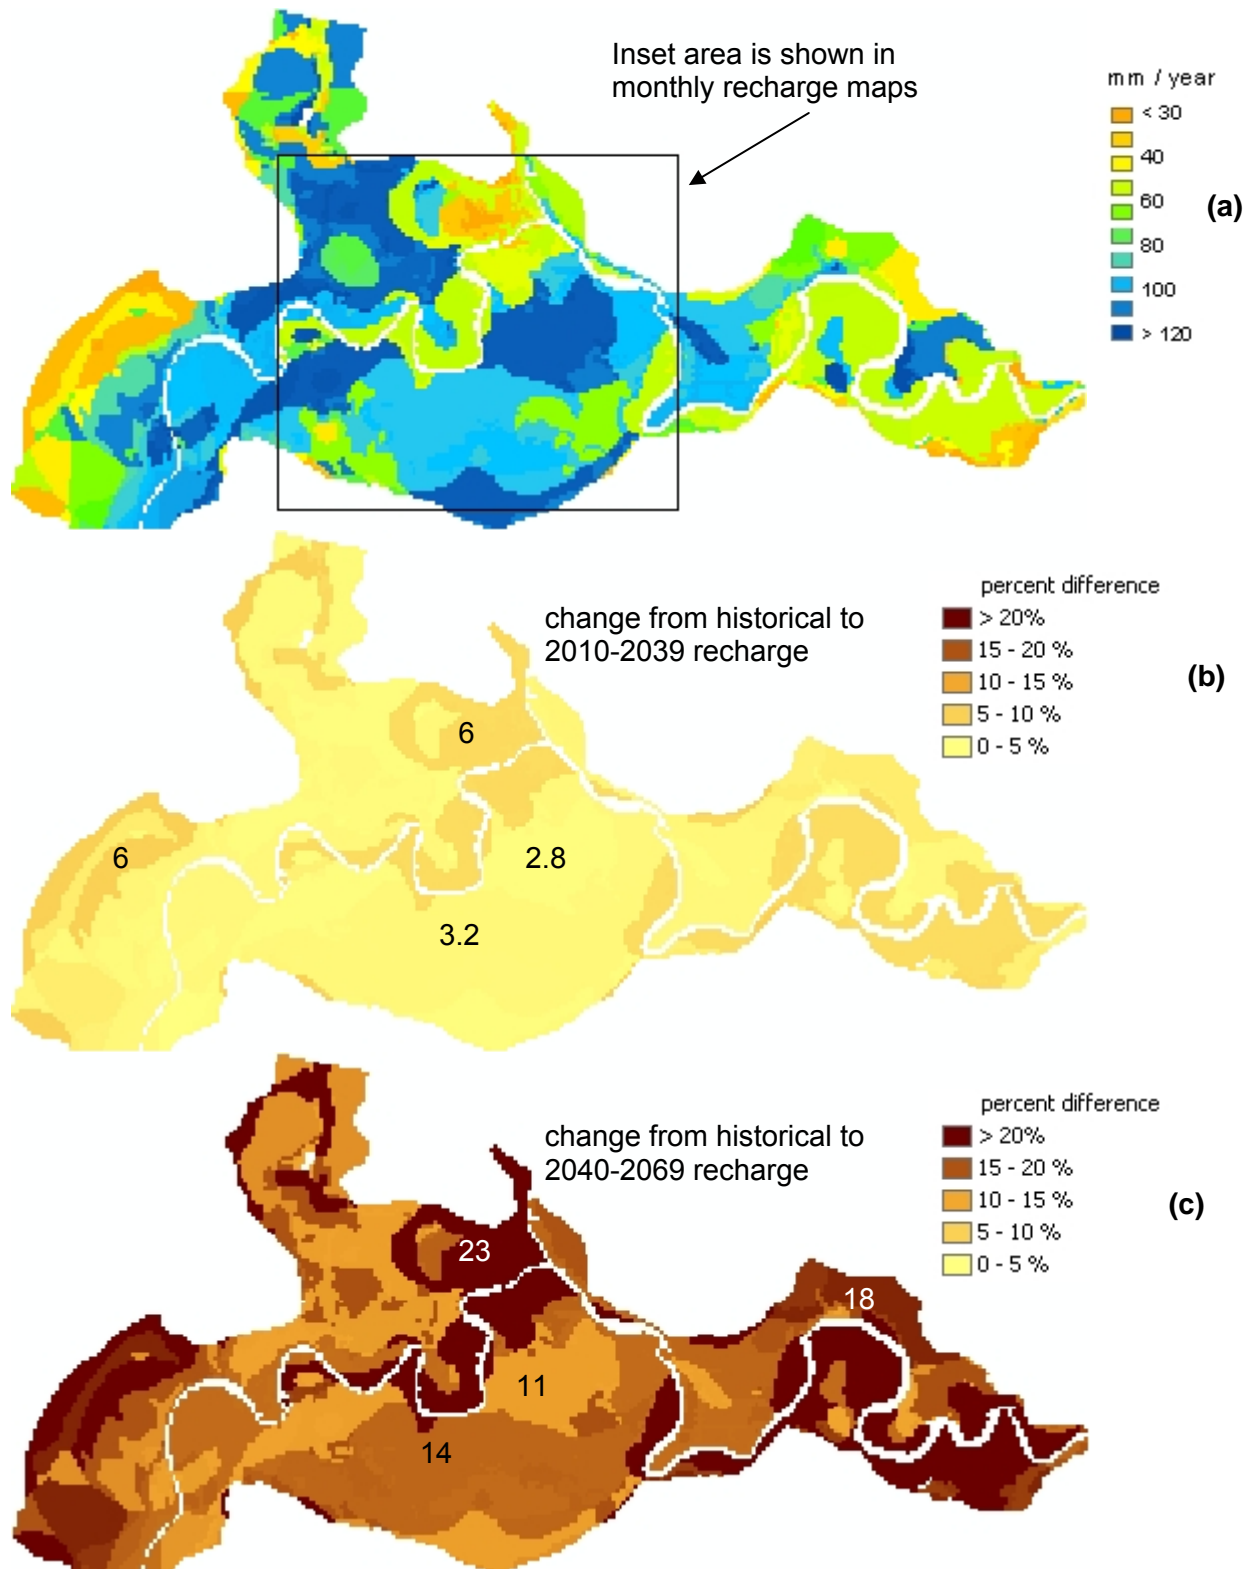 Inset area is shown in
monthly recharge maps
mm / year
< 30
40
60
80
100
> 120
(a)
change from historical to
2010-2039 recharge
percent difference
> 20%
15 - 20 %
10 - 15 %
5 - 10 %
0 - 5 %
(b)
6
6
2.8
3.2
change from historical to
2040-2069 recharge
percent difference
> 20%
15 - 20 %
10 - 15 %
5 - 10 %
0 - 5 %
(c)
23
18
11
14